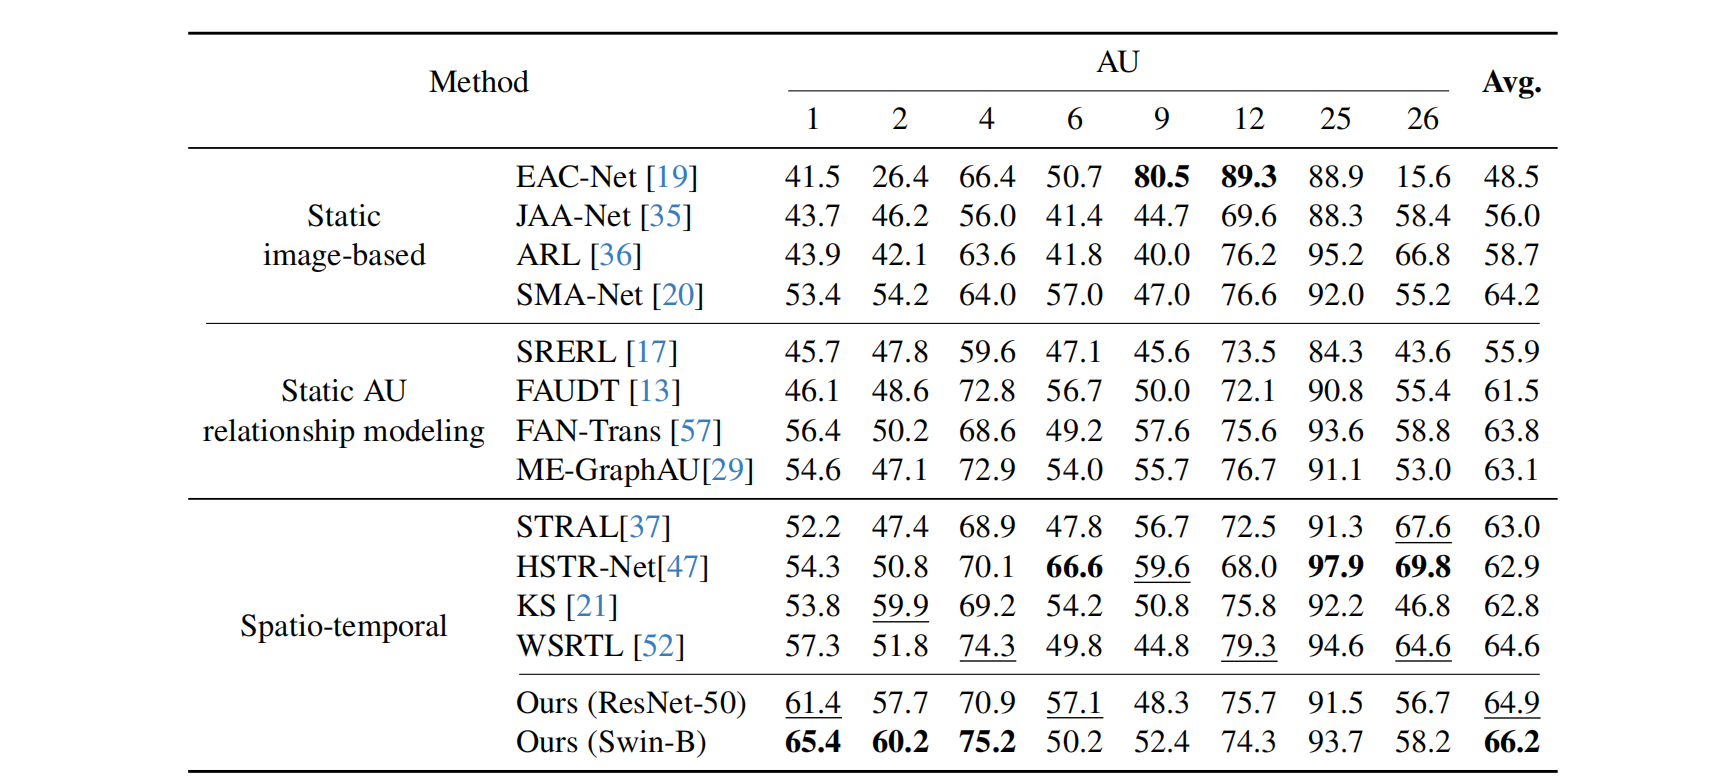 Method AU Avg.
1 2 4 6 9 12 25 26
Static image-based
EAC-Net [19] 41.5 26.4 66.4 50.7 80.5 89.3 88.9 15.6 48.5
JAA-Net [35] 43.7 46.2 56.0 41.4 44.7 69.6 88.3 58.4 56.0
ARL [36] 43.9 42.1 63.6 41.8 40.0 76.2 95.2 66.8 58.7
SMA-Net [20] 53.4 54.2 64.0 57.0 47.0 76.6 92.0 55.2 64.2
Static AU relationship modeling
SRERL [17] 45.7 47.8 59.6 47.1 45.6 73.5 84.3 43.6 55.9
FAUDT [13] 46.1 48.6 72.8 56.7 50.0 72.1 90.8 55.4 61.5
FAN-Trans [57] 56.4 50.2 68.6 49.2 57.6 75.6 93.6 58.8 63.8
ME-GraphAU[29] 54.6 47.1 72.9 54.0 55.7 76.7 91.1 53.0 63.1
Spatio-temporal
STRAL[37] 52.2 47.4 68.9 47.8 56.7 72.5 91.3 67.6 63.0
HSTR-Net[47] 54.3 50.8 70.1 66.6 59.6 68.0 97.9 69.8 62.9
KS [21] 53.8 59.9 69.2 54.2 50.8 75.8 92.2 46.8 62.8
WSRTL [52] 57.3 51.8 74.3 49.8 44.8 79.3 94.6 64.6 64.6
Ours (ResNet-50) 61.4 57.7 70.9 57.1 48.3 75.7 91.5 56.7 64.9
Ours (Swin-B) 65.4 60.2 75.2 50.2 52.4 74.3 93.7 58.2 66.2